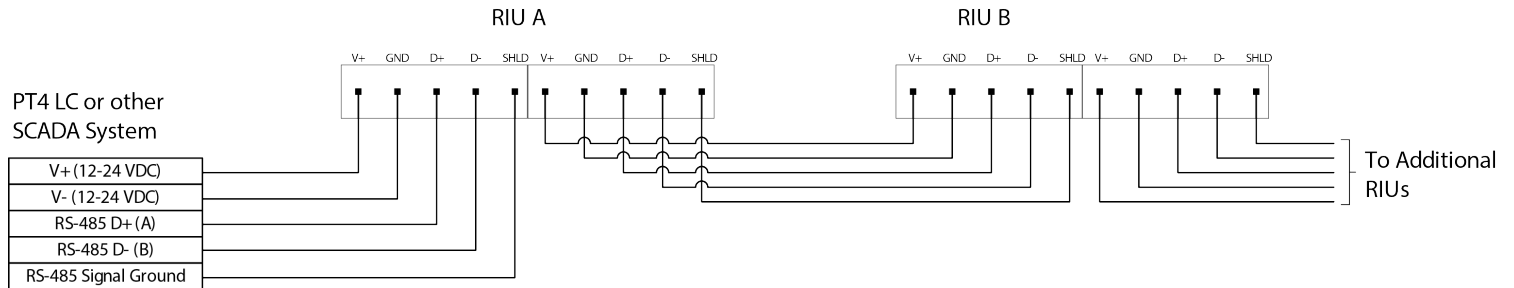 RIU A
RIU B
V+ GND D+ D- SHLD V+ GND D+ D- SHLD
V+ GND D+ D- SHLD V+ GND D+ D- SHLD
PT4 LC or other
SCADA System
V+ (12-24 VDC)
V- (12-24 VDC)
RS-485 D+ (A)
RS-485 D- (B)
RS-485 Signal Ground
To Additional
RIUs